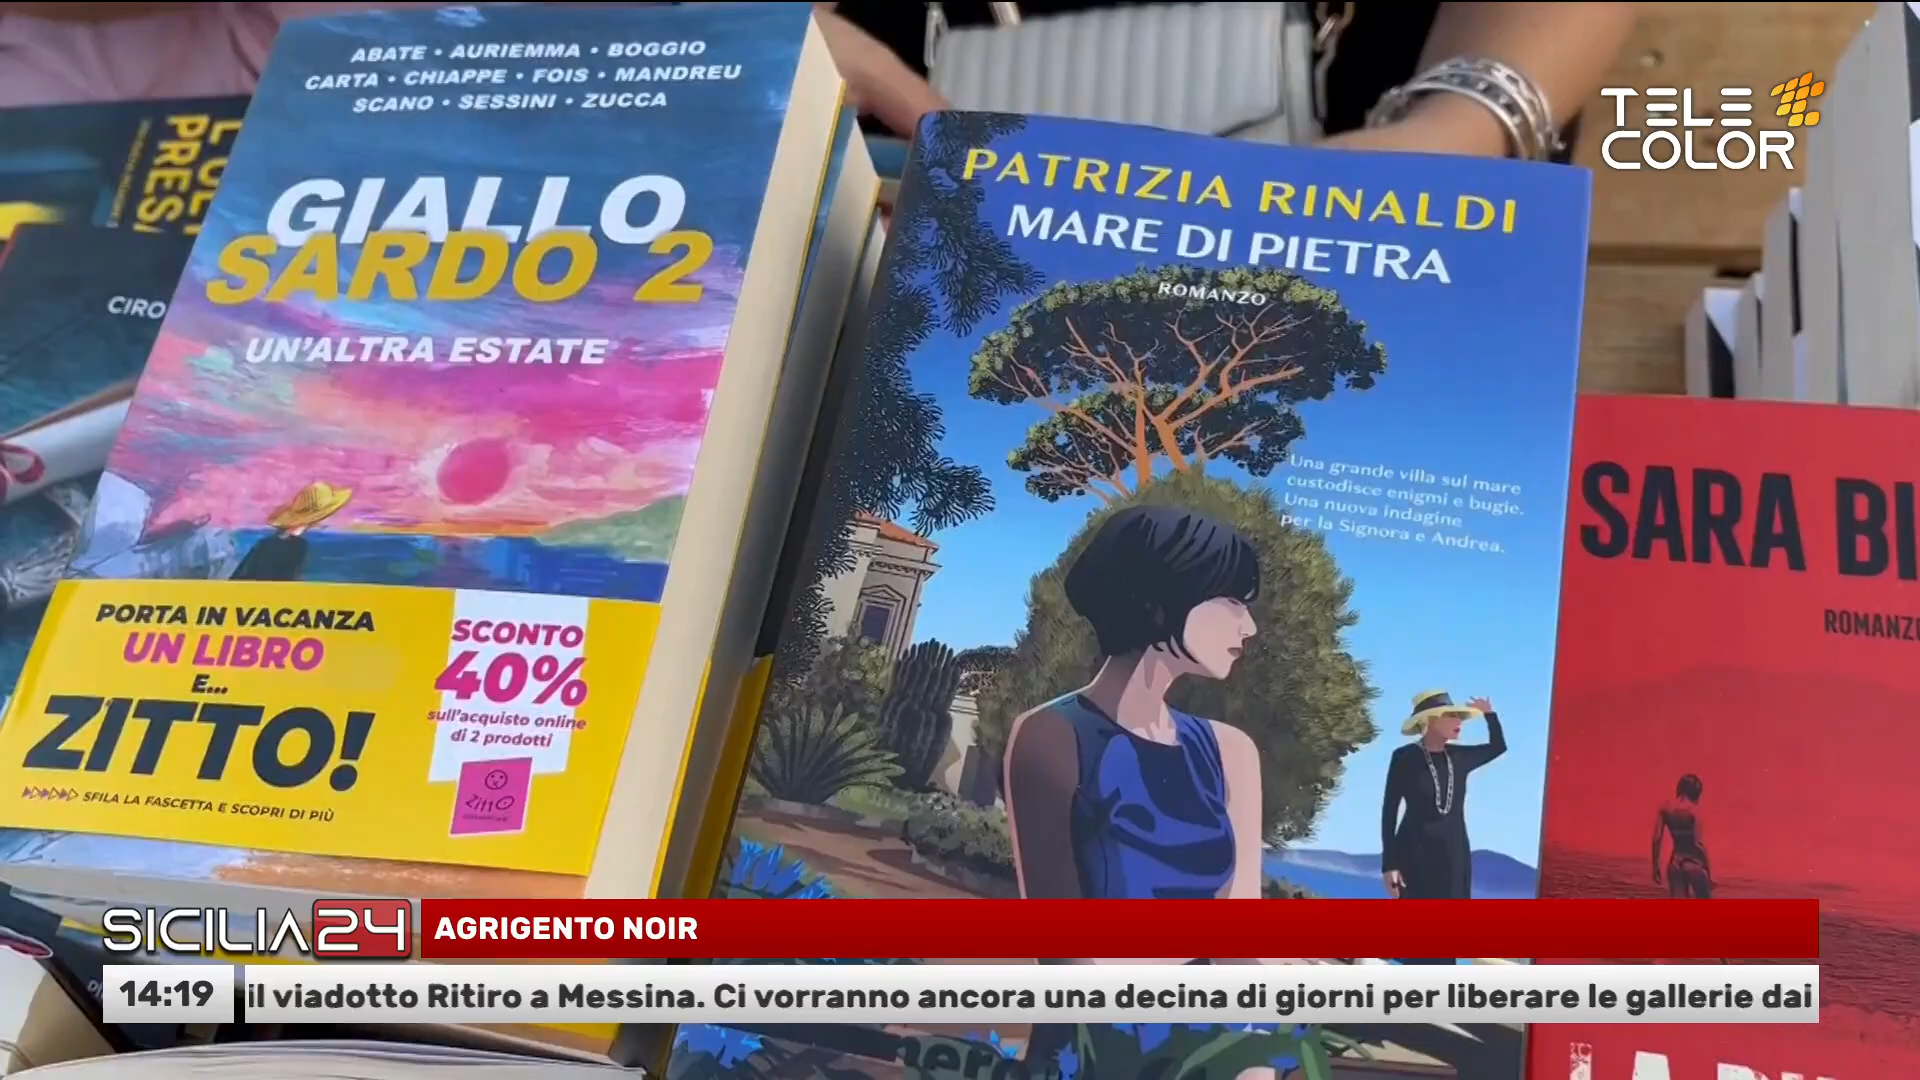 ABATE • AURIEMMA • BOGGIO
CARTA • CHIAPPE • FOIS • MANDREU
SCANO • SESSINI • ZUCCA
GIALLO
SARDO 2
UN'ALTRA ESTATE
PORTA IN VACANZA
UN LIBRO
E...
ZITTO!
SFILA LA FASCETTA E SCOPRI DI PIÙ
SCONTO
40%
sull'acquisto online
di 2 prodotti
ZITTO
CIRO
PATRIZIA RINALDI
MARE DI PIETRA
ROMANZO
Una grande villa sul mare
custodisce enigmi e bugie.
Una nuova indagine
per la Signora e Andrea.
SARA BI
ROMANZO
TELE
COLOR
SICILIA24
AGRIGENTO NOIR
14:19
il viadotto Ritiro a Messina. Ci vorranno ancora una decina di giorni per liberare le gallerie dai